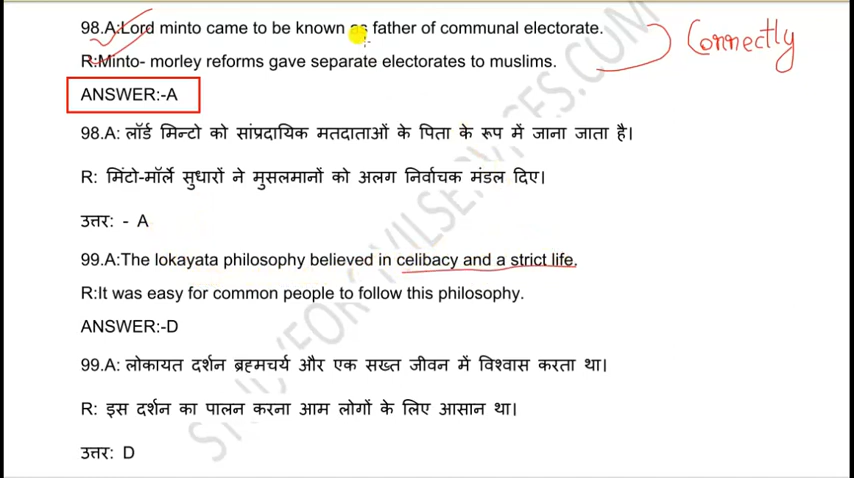 98.A:Lord minto came to be known as father of communal electorate.
R:Minto- morley reforms gave separate electorates to muslims.
Correctly
ANSWER:-A
98.A: लॉर्ड मिन्टो को सांप्रदायिक मतदाताओं के पिता के रूप में जाना जाता है।
R: मिंटो-मॉर्ले सुधारों ने मुसलमानों को अलग निर्वाचक मंडल दिए।
उत्तर: - A
99.A:The lokayata philosophy believed in celibacy and a strict life.
R:It was easy for common people to follow this philosophy.
ANSWER:-D
99.A: लोकायत दर्शन ब्रह्मचर्य और एक सख्त जीवन में विश्वास करता था।
R: इस दर्शन का पालन करना आम लोगों के लिए आसान था।
उत्तर: D